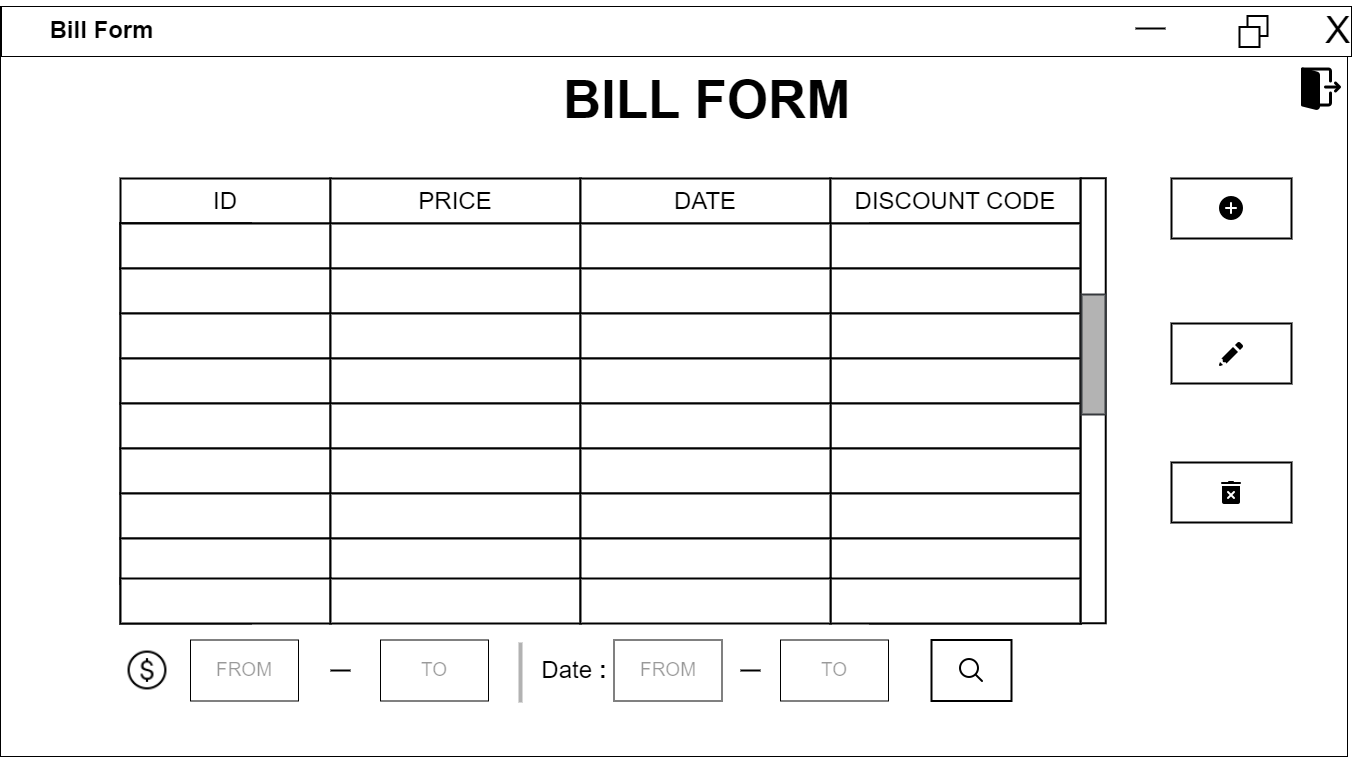 Bill Form
X
BILL FORM
ID PRICE DATE DISCOUNT CODE
$ FROM — TO Date : FROM — TO